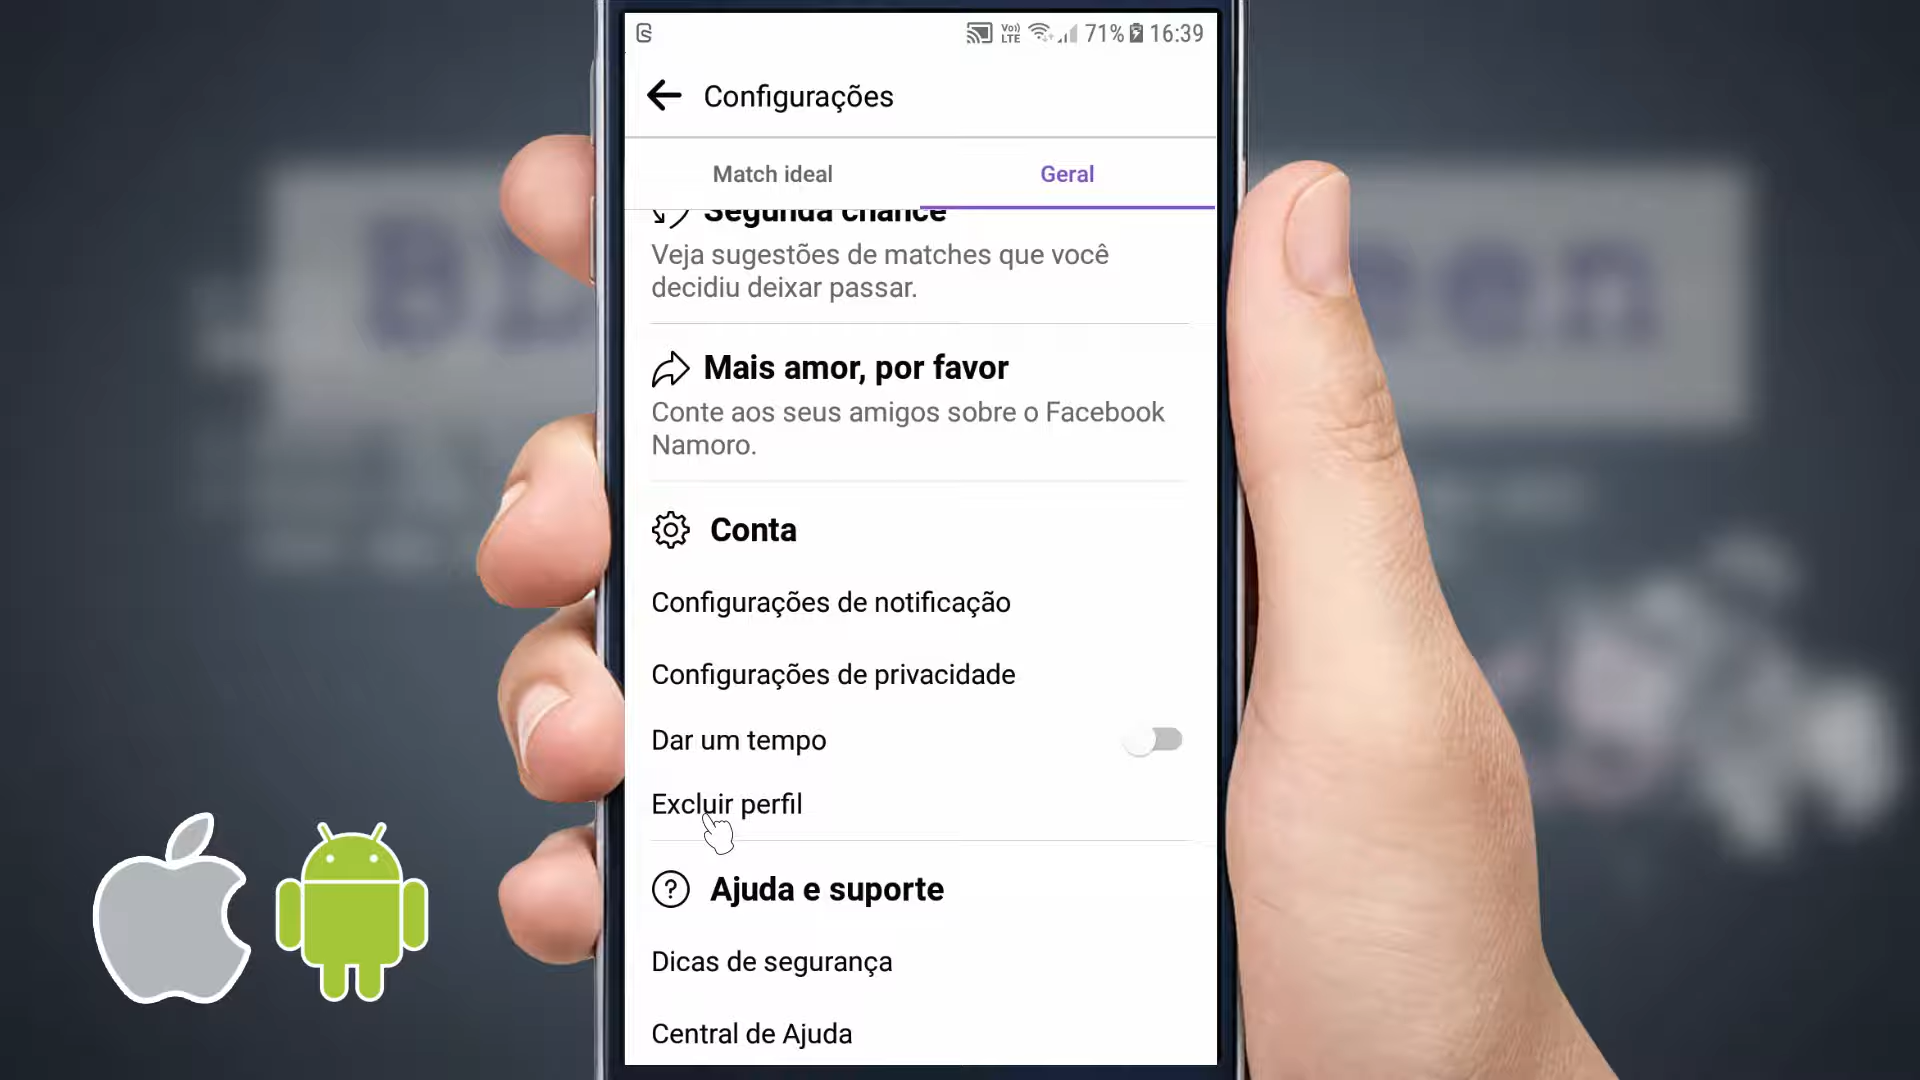 Vo))
LTE
71%
16:39
Configurações
Match ideal
Geral
Segunda chance
Veja sugestões de matches que você
decidiu deixar passar.
Mais amor, por favor
Conte aos seus amigos sobre o Facebook
Namoro.
Conta
Configurações de notificação
Configurações de privacidade
Dar um tempo
Excluir perfil
Ajuda e suporte
Dicas de segurança
Central de Ajuda